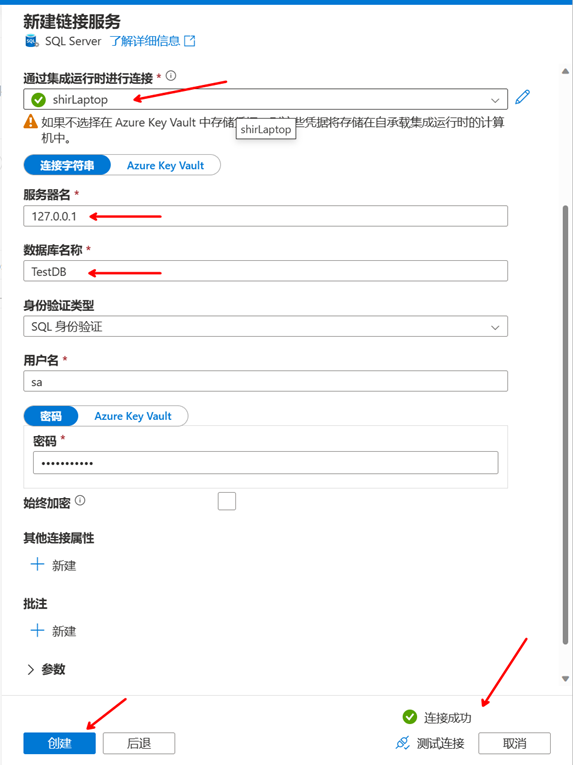 新建链接服务
SQL Server 了解详细信息
通过集成运行时进行连接 *
shirLaptop
如果不选择在 Azure Key Vault 中存储
这些凭据将存储在自承载集成运行时的计算
机中。
shirLaptop
连接字符串 Azure Key Vault
服务器名 *
127.0.0.1
数据库名称 *
TestDB
身份验证类型
SQL 身份验证
用户名 *
sa
密码 Azure Key Vault
密码 *
•••••••••••
始终加密
其他连接属性
+ 新建
批注
+ 新建
参数
连接成功
创建 后退 测试连接 取消